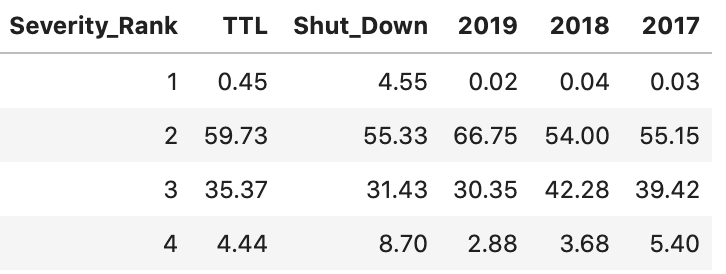 Severity_Rank TTL Shut_Down 2019 2018 2017
1 0.45 4.55 0.02 0.04 0.03
2 59.73 55.33 66.75 54.00 55.15
3 35.37 31.43 30.35 42.28 39.42
4 4.44 8.70 2.88 3.68 5.40